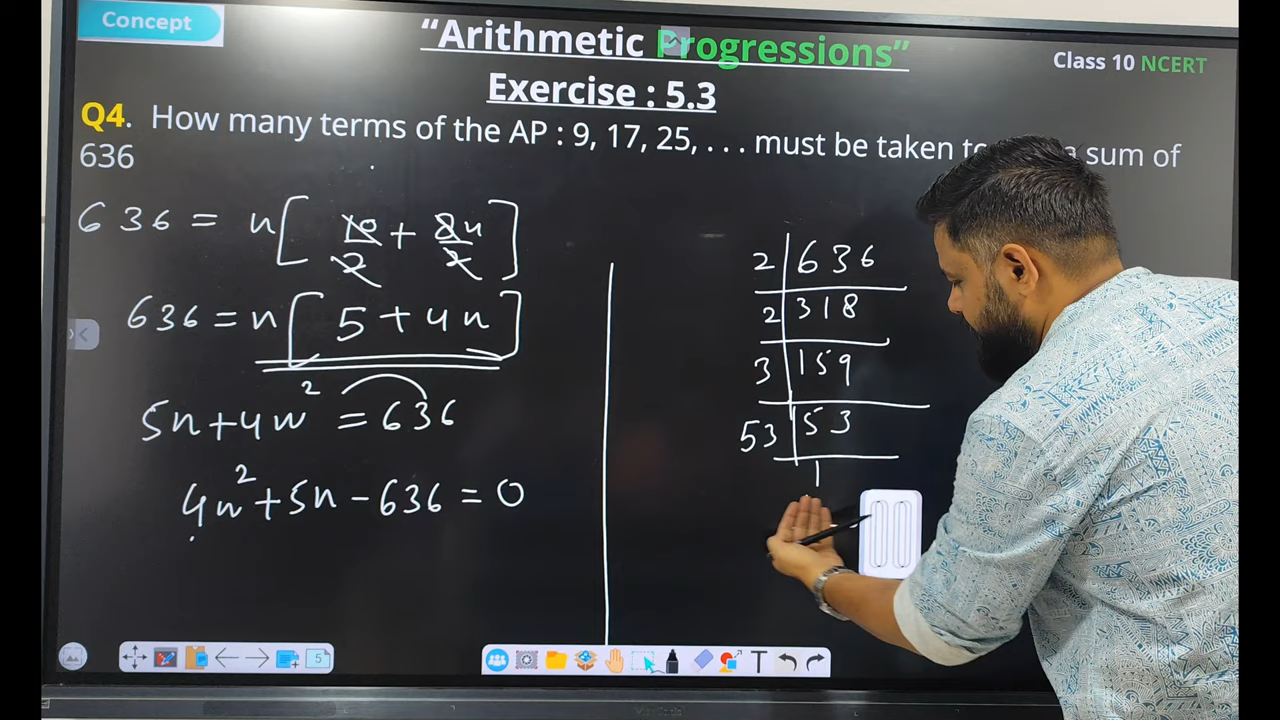 Concept
“Arithmetic Progressions”
Class 10 NCERT
Exercise : 5.3
Q4. How many terms of the AP : 9, 17, 25, . . . must be taken to a sum of
636
636 = n[ 10/2 + 8n/2 ]
636 = n[ 5 + 4n ]
5n + 4n² = 636
4n² + 5n - 636 = 0
2 | 636
2 | 318
3 | 159
53 | 53
1
5
T